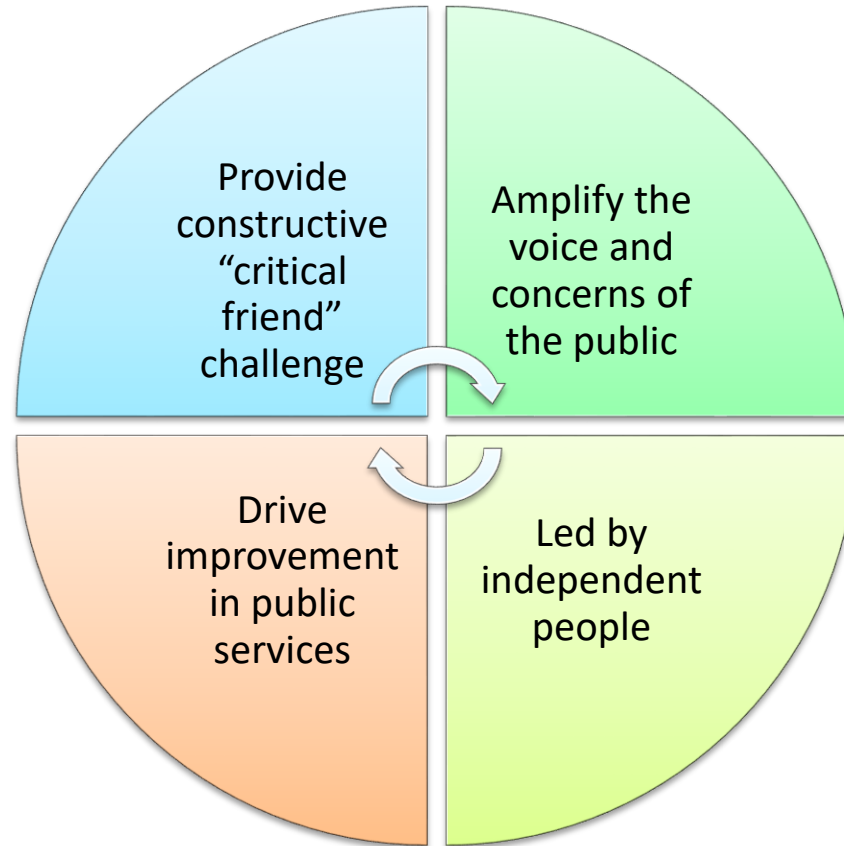 Provide
constructive
“critical
friend”
challenge
Amplify the
voice and
concerns of
the public
Led by
independent
people
Drive
improvement
in public
services